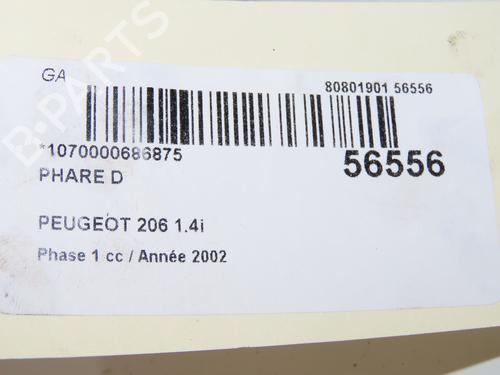 GA
80801901 56556
*1070000686875
56556
PHARE D
PEUGEOT 206 1.4i
Phase 1 cc / Année 2002
B-PARTS